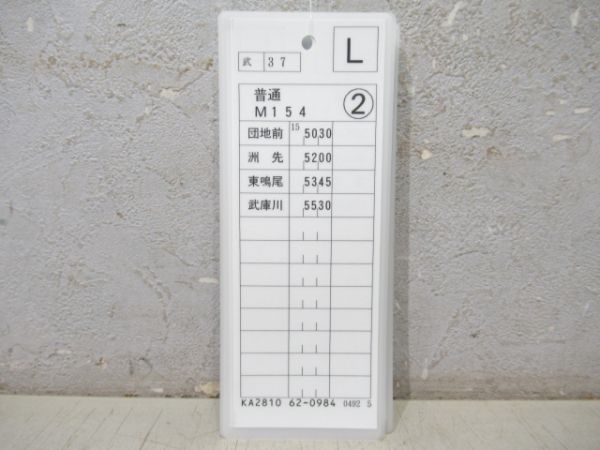 武 37 L
普通
M154 ②
団地前 15 5030
洲先 5200
東鳴尾 5345
武庫川 5530
KA2810 62-0984 0492 5